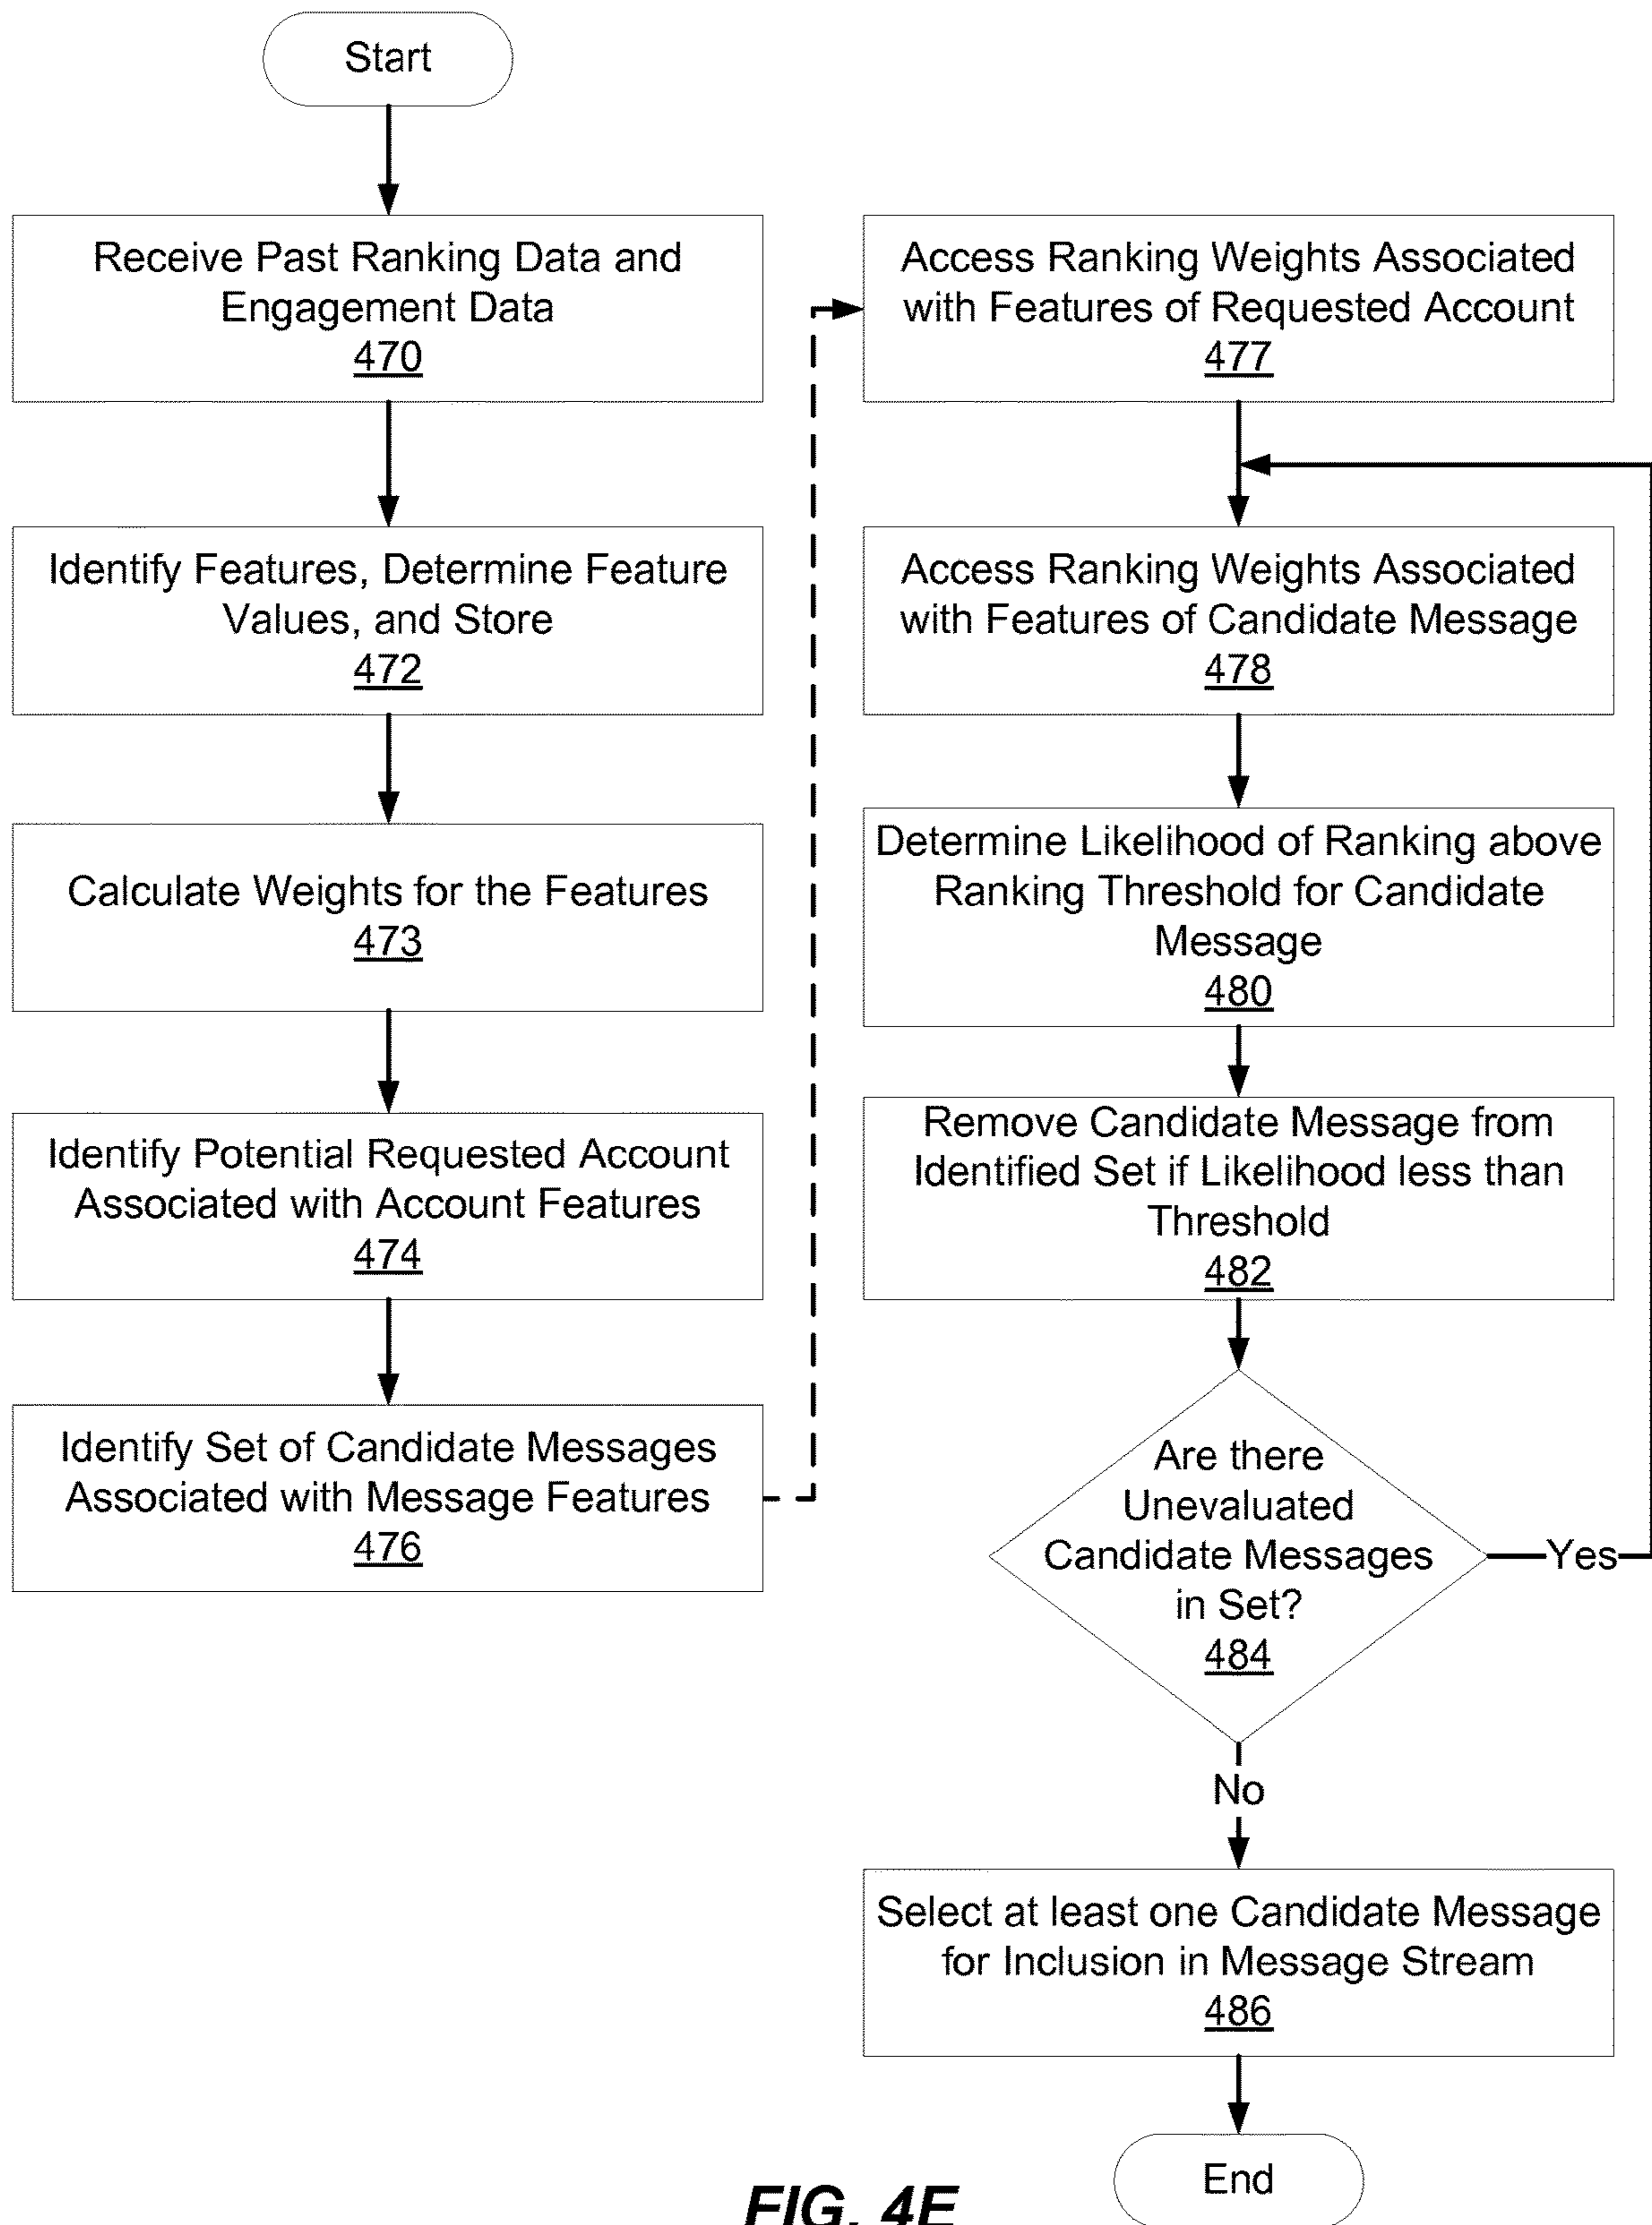 Start
Receive Past Ranking Data and
Engagement Data
470
Identify Features, Determine Feature
Values, and Store
472
Calculate Weights for the Features
473
Identify Potential Requested Account
Associated with Account Features
474
Identify Set of Candidate Messages
Associated with Message Features
476
Access Ranking Weights Associated
with Features of Requested Account
477
Access Ranking Weights Associated
with Features of Candidate Message
478
Determine Likelihood of Ranking above
Ranking Threshold for Candidate
Message
480
Remove Candidate Message from
Identified Set if Likelihood less than
Threshold
482
Are there
Unevaluated
Candidate Messages
in Set?
484
Yes
No
Select at least one Candidate Message
for Inclusion in Message Stream
486
End
FIG. 4E